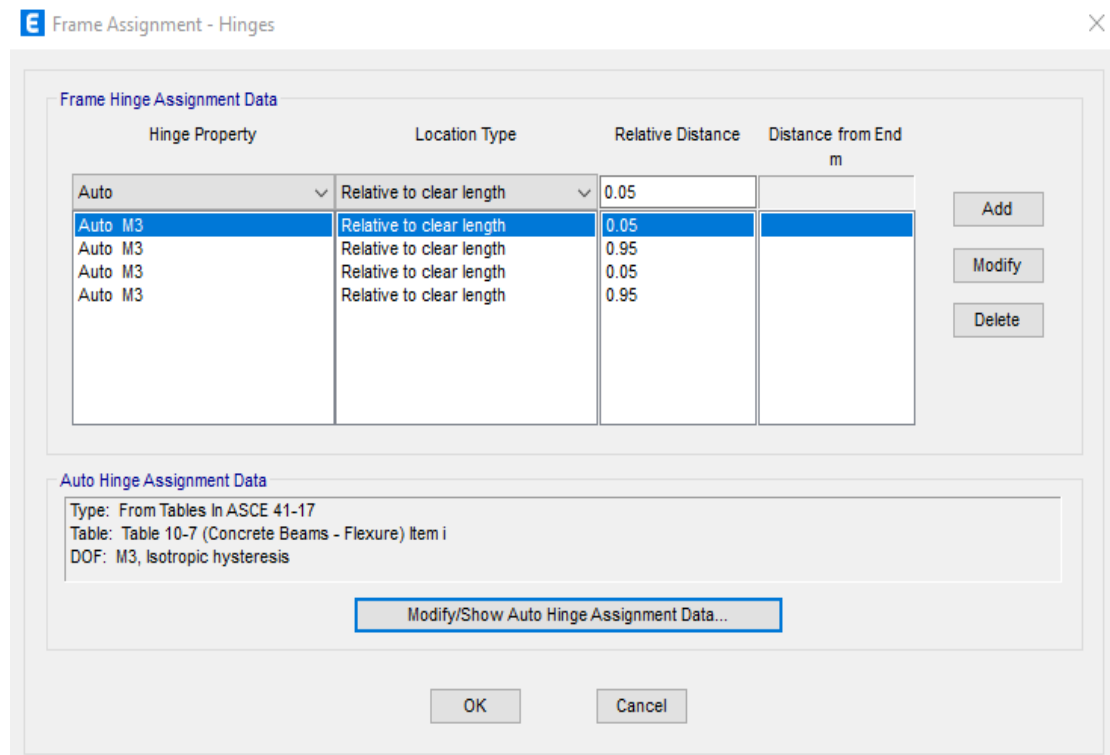 E Frame Assignment - Hinges
Frame Hinge Assignment Data
Hinge Property Location Type Relative Distance Distance from End
m
Auto Relative to clear length 0.05
Add
Auto M3 Relative to clear length 0.05
Auto M3 Relative to clear length 0.95
Auto M3 Relative to clear length 0.05
Auto M3 Relative to clear length 0.95
Modify
Delete
Auto Hinge Assignment Data
Type: From Tables In ASCE 41-17
Table: Table 10-7 (Concrete Beams - Flexure) Item i
DOF: M3, Isotropic hysteresis
Modify/Show Auto Hinge Assignment Data...
OK Cancel